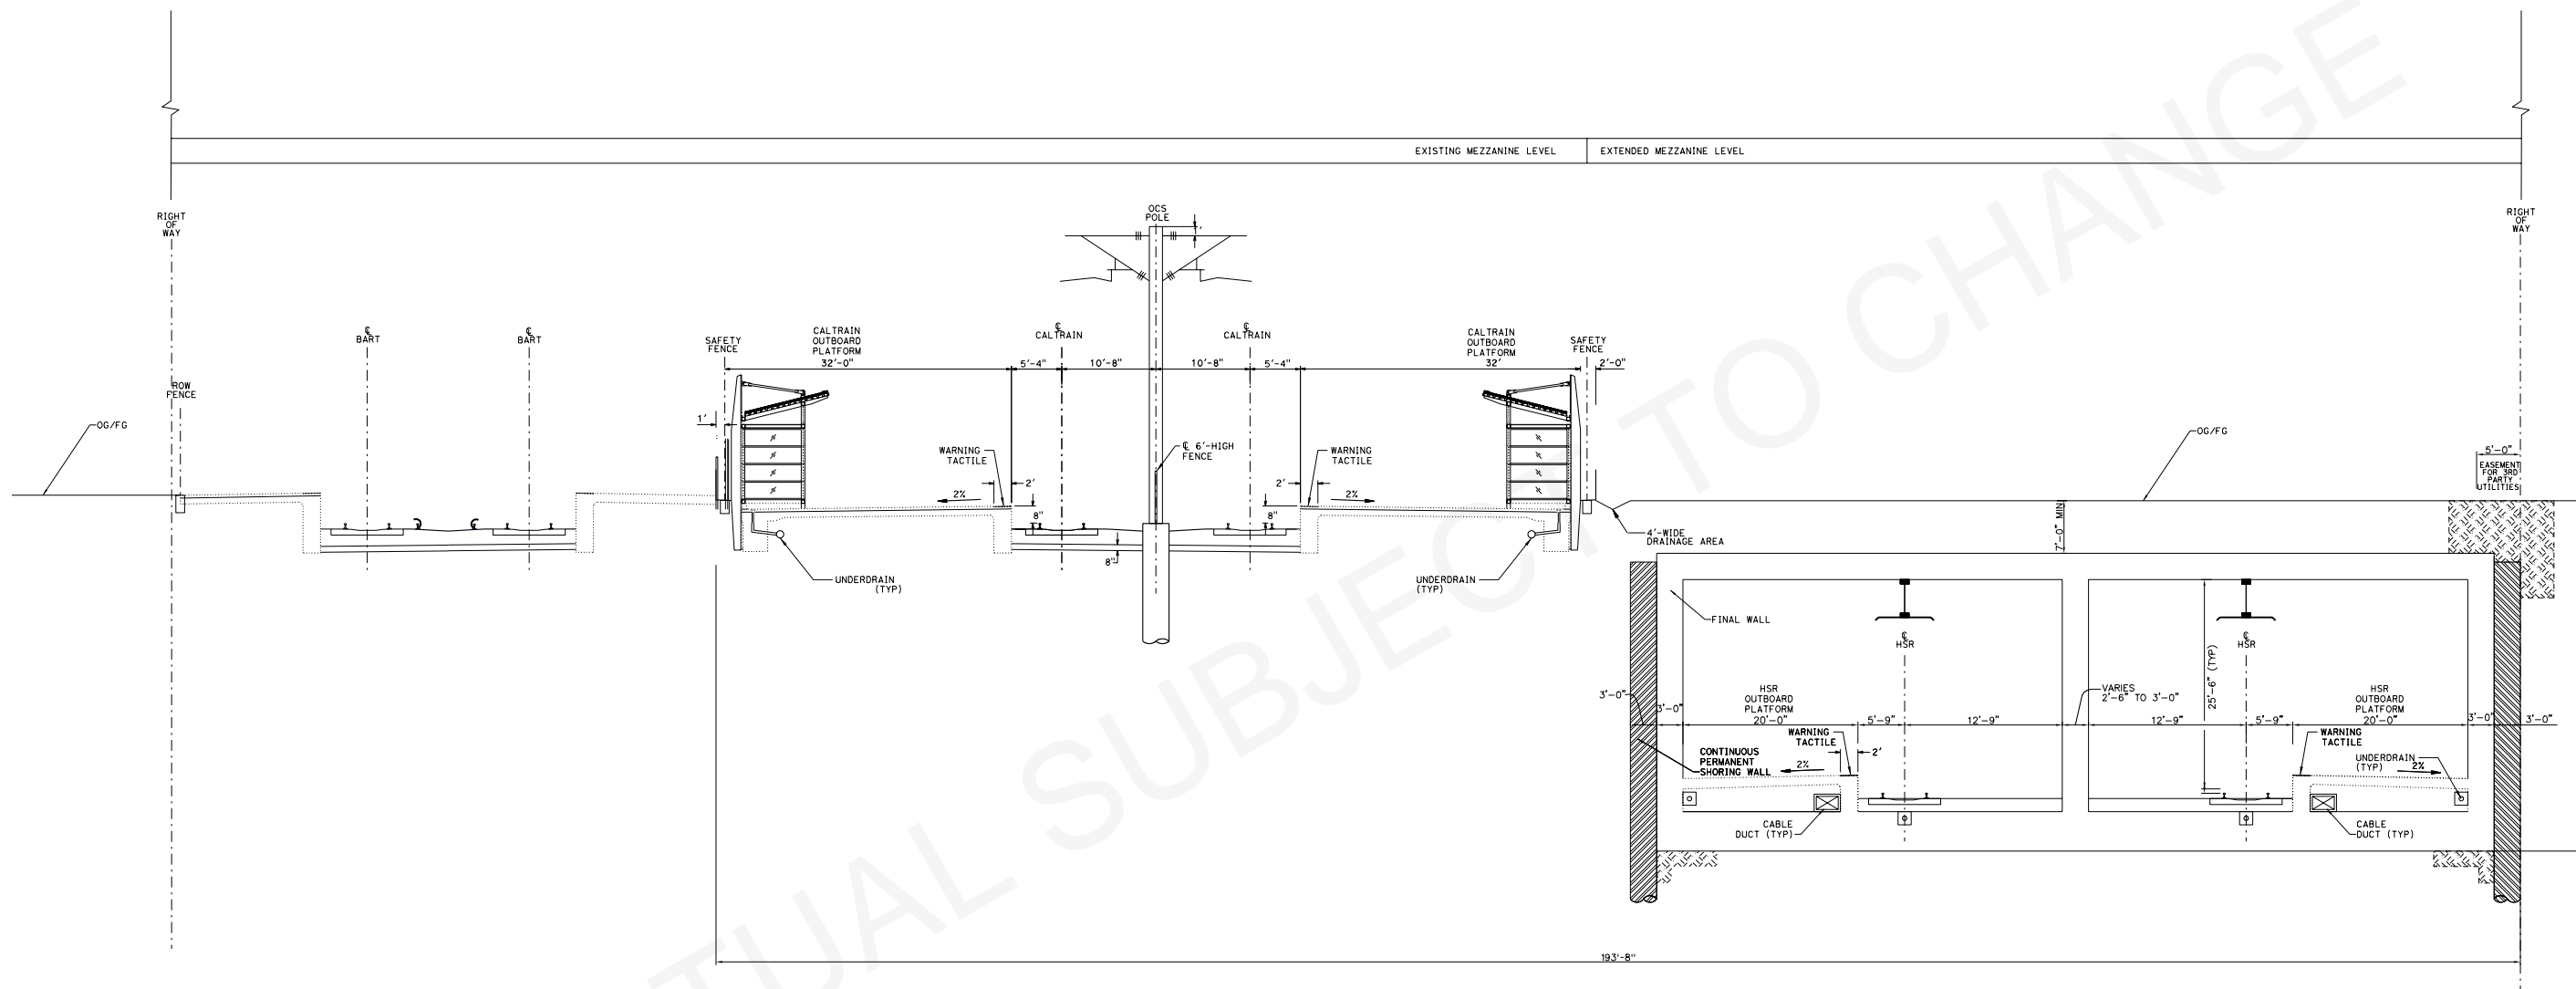 EXISTING MEZZANINE LEVEL
EXTENDED MEZZANINE LEVEL
RIGHT
OF
WAY
OCS
POLE
RIGHT
OF
WAY
℄
BART
℄
BART
SAFETY
FENCE
CALTRAIN
OUTBOARD
PLATFORM
32'-0"
℄
CALTRAIN
℄
CALTRAIN
5'-4"
10'-8"
10'-8"
5'-4"
CALTRAIN
OUTBOARD
PLATFORM
32'
SAFETY
FENCE
2'-0"
ROW
FENCE
OG/FG
1'
WARNING
TACTILE
℄ 6'-HIGH
FENCE
WARNING
TACTILE
OG/FG
5'-0"
EASEMENT
FOR 3RD
PARTY
UTILITIES
2%
2'
2'
2%
8"
8"
8"
4'-WIDE
DRAINAGE AREA
7'-0" MIN
UNDERDRAIN
(TYP)
UNDERDRAIN
(TYP)
FINAL WALL
℄
HSR
℄
HSR
25'-6" (TYP)
3'-0"
3'-0"
HSR
OUTBOARD
PLATFORM
20'-0"
5'-9"
12'-9"
VARIES
2'-6" TO 3'-0"
12'-9"
5'-9"
HSR
OUTBOARD
PLATFORM
20'-0"
3'-0"
3'-0"
WARNING
TACTILE
2'
WARNING
TACTILE
CONTINUOUS
PERMANENT
SHORING WALL
2%
UNDERDRAIN
(TYP)
2%
CABLE
DUCT (TYP)
CABLE
DUCT (TYP)
193'-8"
TUAL SUBJECT TO CHANGE